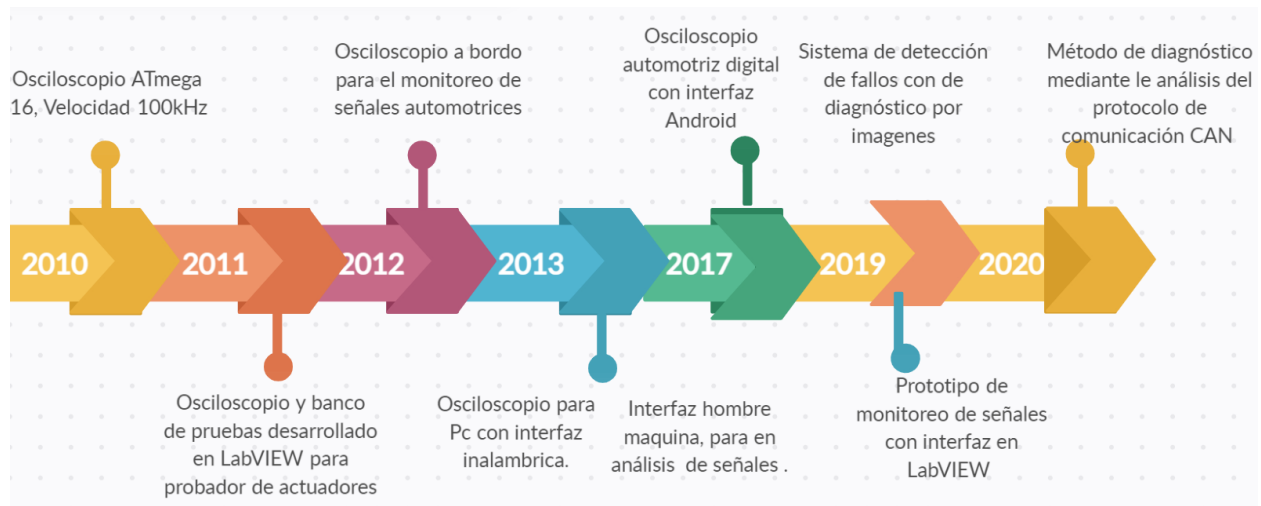 Osciloscopio ATmega
16, Velocidad 100kHz
Osciloscopio a bordo
para el monitoreo de
señales automotrices
Osciloscopio
automotriz digital
con interfaz
Android
Sistema de detección
de fallos con de
diagnóstico por
imagenes
Método de diagnóstico
mediante le análisis del
protocolo de
comunicación CAN
2010
2011
2012
2013
2017
2019
2020
Osciloscopio y banco
de pruebas desarrollado
en LabVIEW para
probador de actuadores
Osciloscopio para
Pc con interfaz
inalambrica.
Interfaz hombre
maquina, para en
análisis de señales .
Prototipo de
monitoreo de señales
con interfaz en
LabVIEW